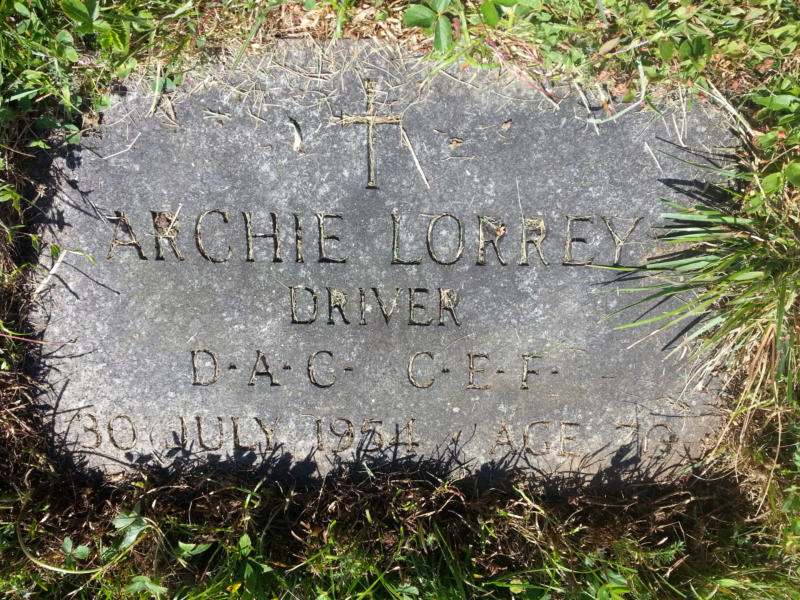 ARCHIE LORREY
DRIVER
D·A·C· C·E·F·
30 JULY 1954 · AGE 70